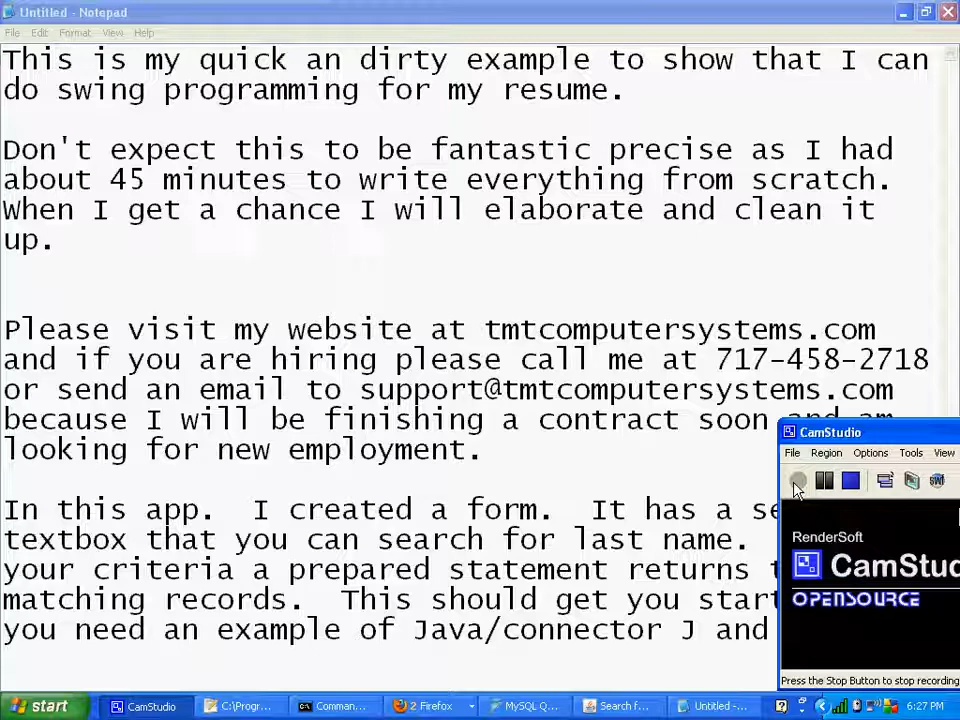 Untitled - Notepad
File Edit Format View Help
This is my quick an dirty example to show that I can
do swing programming for my resume.
Don't expect this to be fantastic precise as I had
about 45 minutes to write everything from scratch.
When I get a chance I will elaborate and clean it
up.
Please visit my website at tmtcomputersystems.com
and if you are hiring please call me at 717-458-2718
or send an email to support@tmtcomputersystems.com
because I will be finishing a contract soon and am
looking for new employment.
In this app. I created a form. It has a se
textbox that you can search for last name.
your criteria a prepared statement returns t
matching records. This should get you start
you need an example of Java/connector J and
CamStudio
File Region Options Tools View
RenderSoft
CamStud
OPENSOURCE
Press the Stop Button to stop recording
start CamStudio C:\Progr... Comman... 2 Firefox MySQL Q... Search f... Untitled -... 6:27 PM